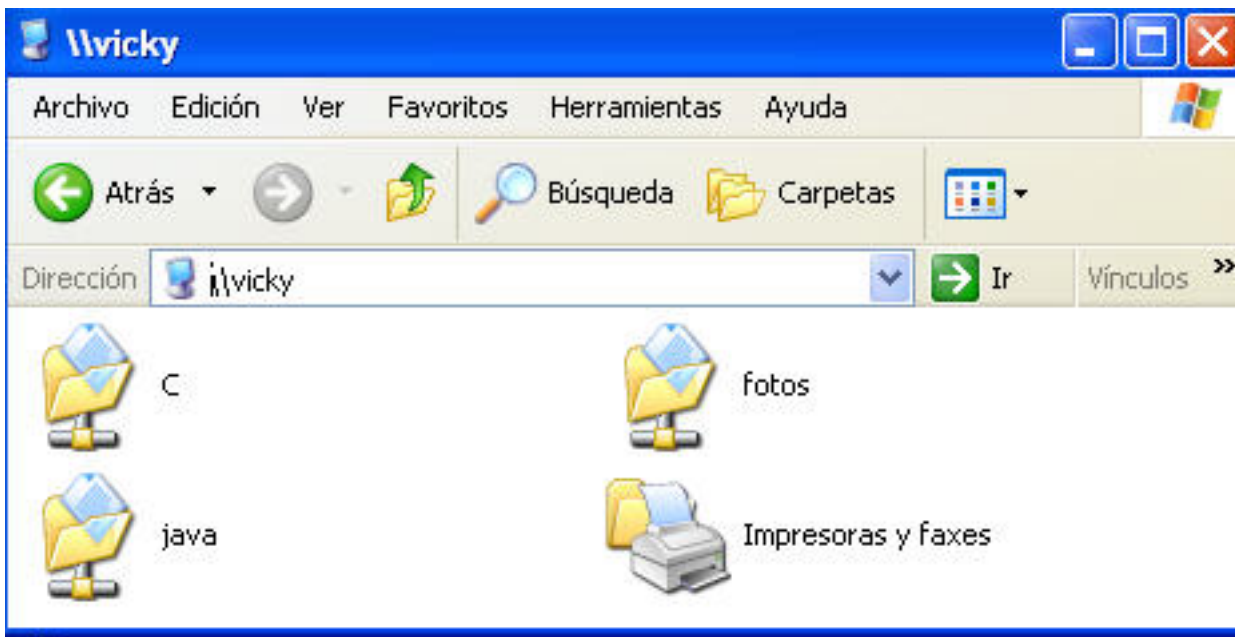 \\vicky
Archivo Edición Ver Favoritos Herramientas Ayuda
Atrás Búsqueda Carpetas
Dirección \\vicky Ir Vínculos »
C fotos
java Impresoras y faxes